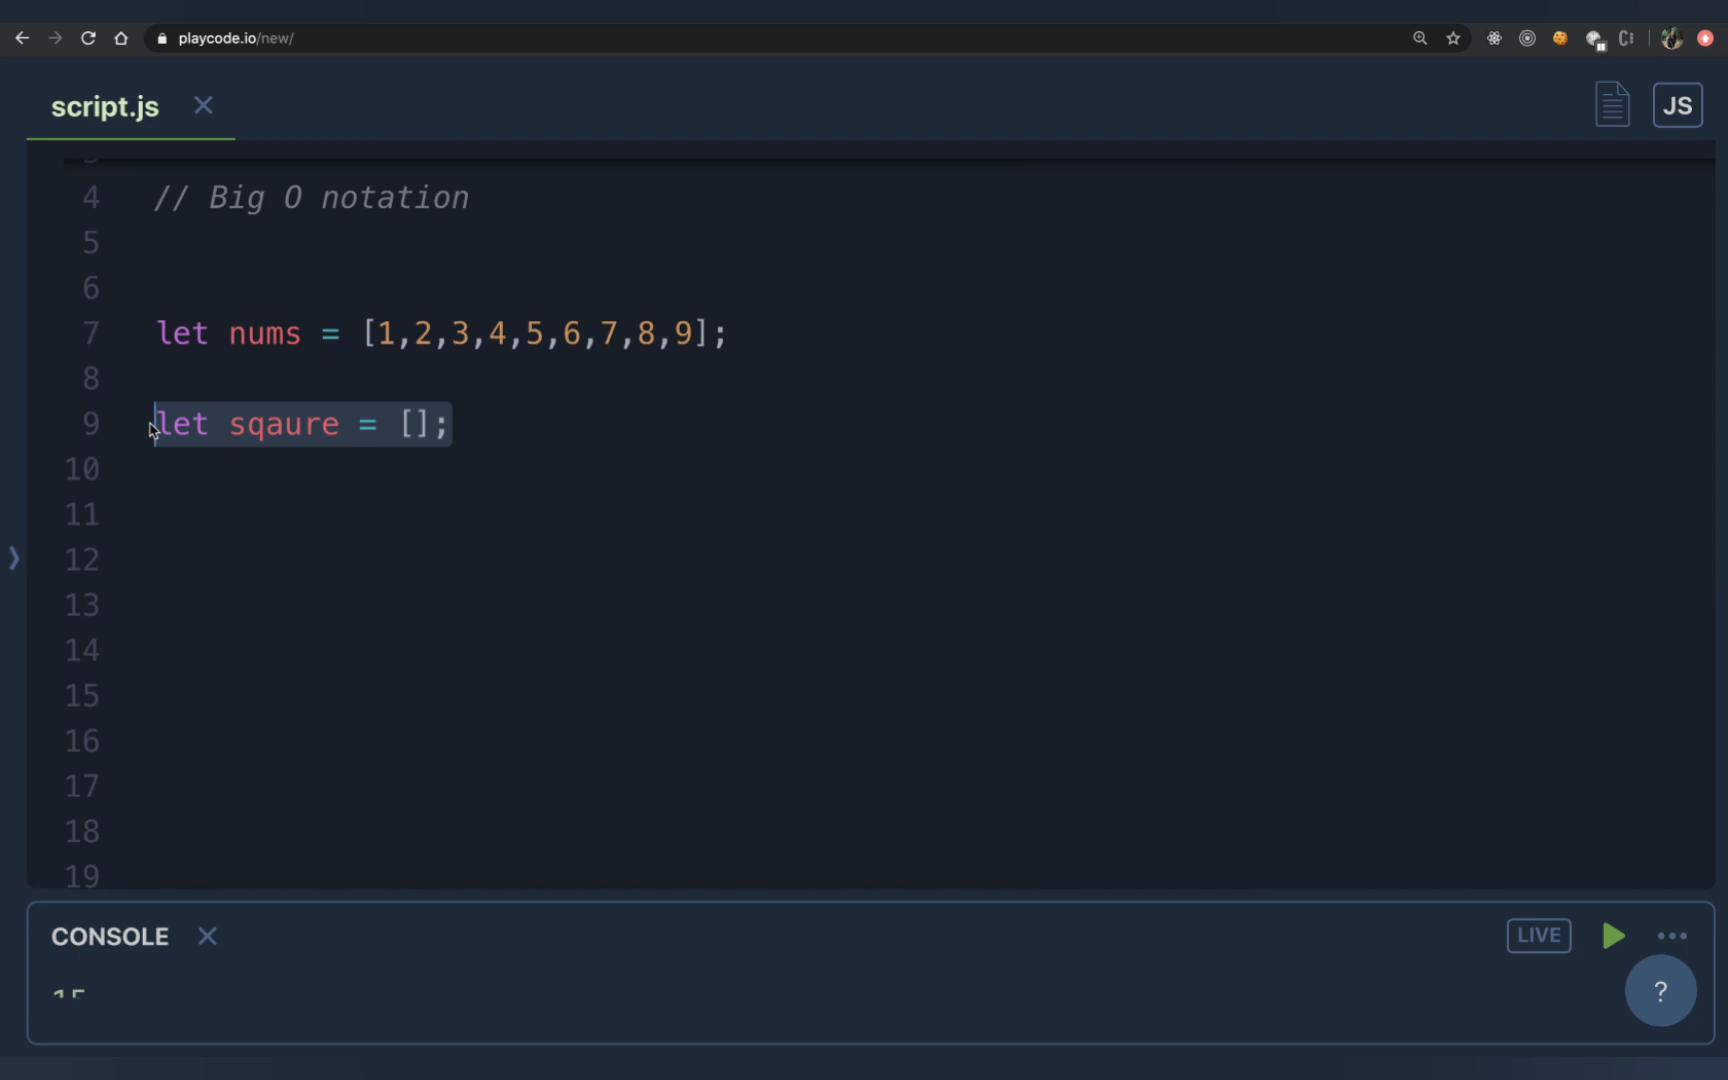 playcode.io/new/
script.js
JS
4 // Big O notation
5
6
7 let nums = [1,2,3,4,5,6,7,8,9];
8
9 let sqaure = [];
10
11
12
13
14
15
16
17
18
19
CONSOLE
LIVE
?